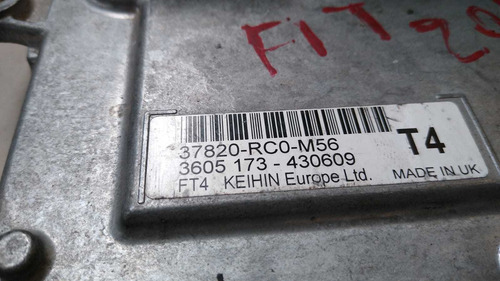 FIT 20
37820-RC0-M56
T4
3605 173 - 430609
FT4 KEIHIN Europe Ltd.
MADE IN UK